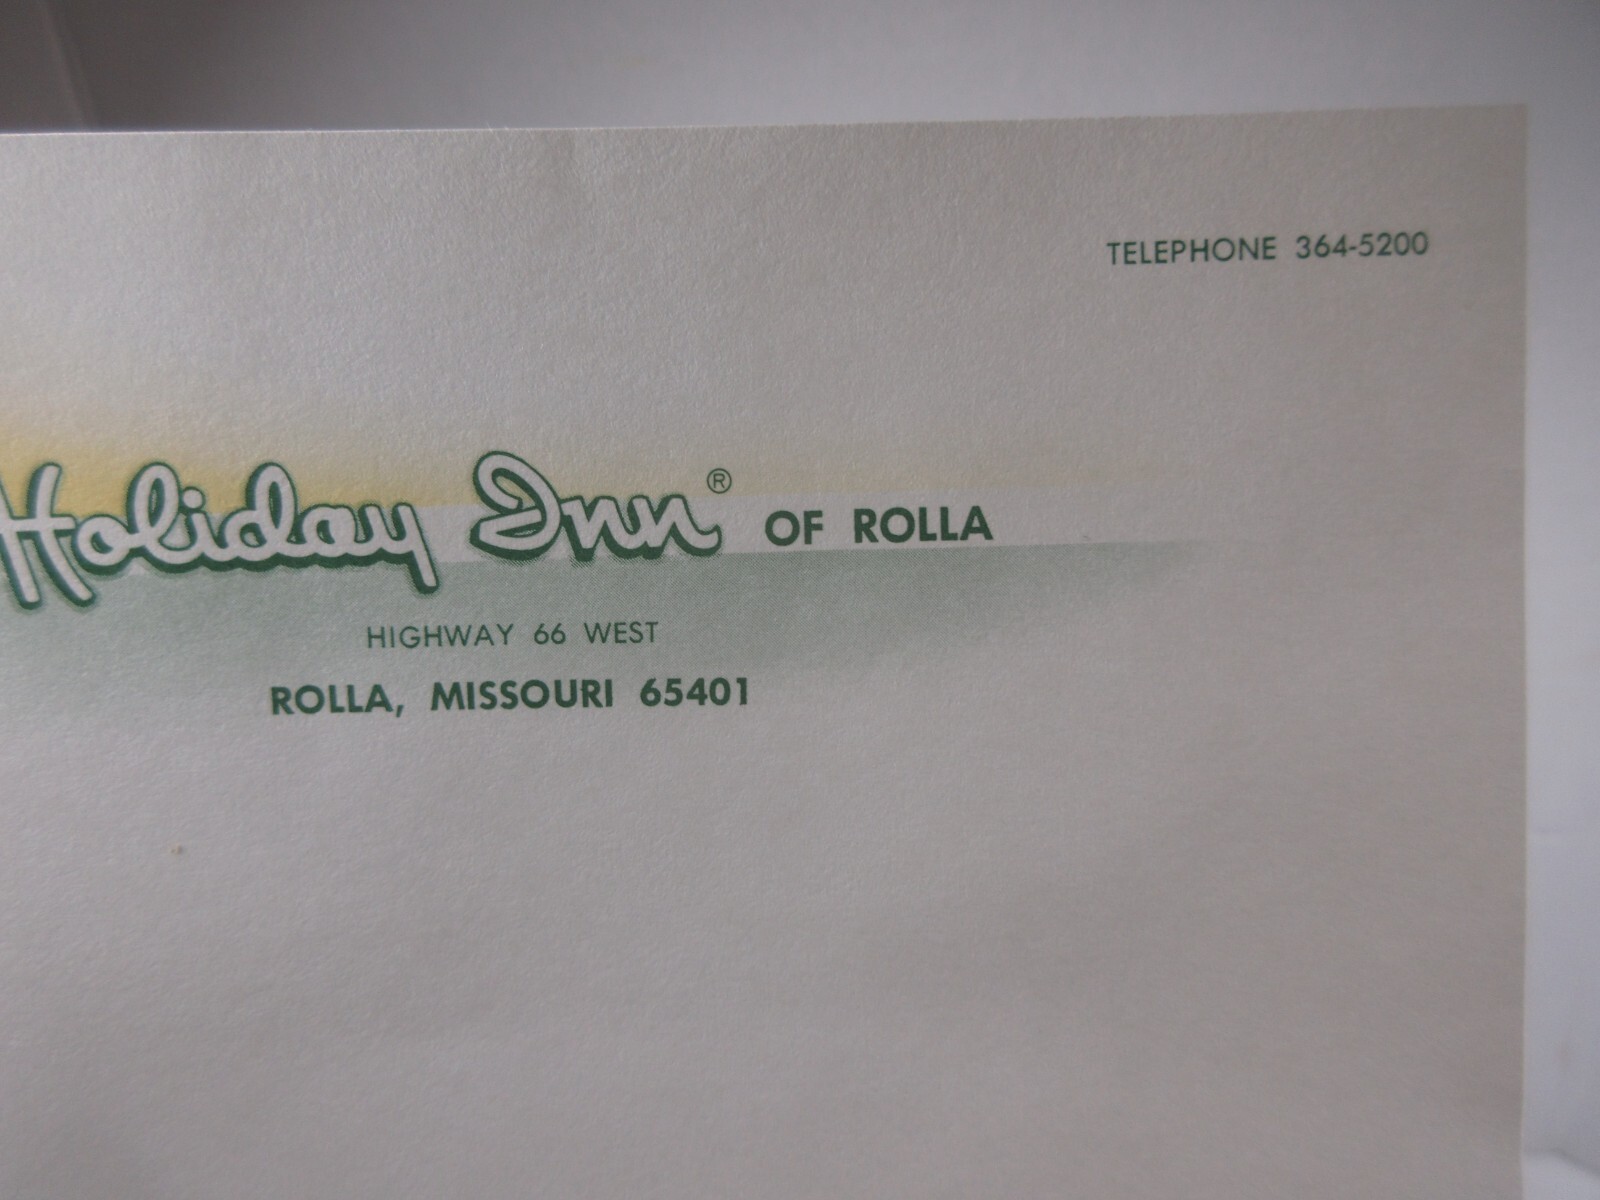 TELEPHONE 364-5200
Holiday Inn® OF ROLLA
HIGHWAY 66 WEST
ROLLA, MISSOURI 65401